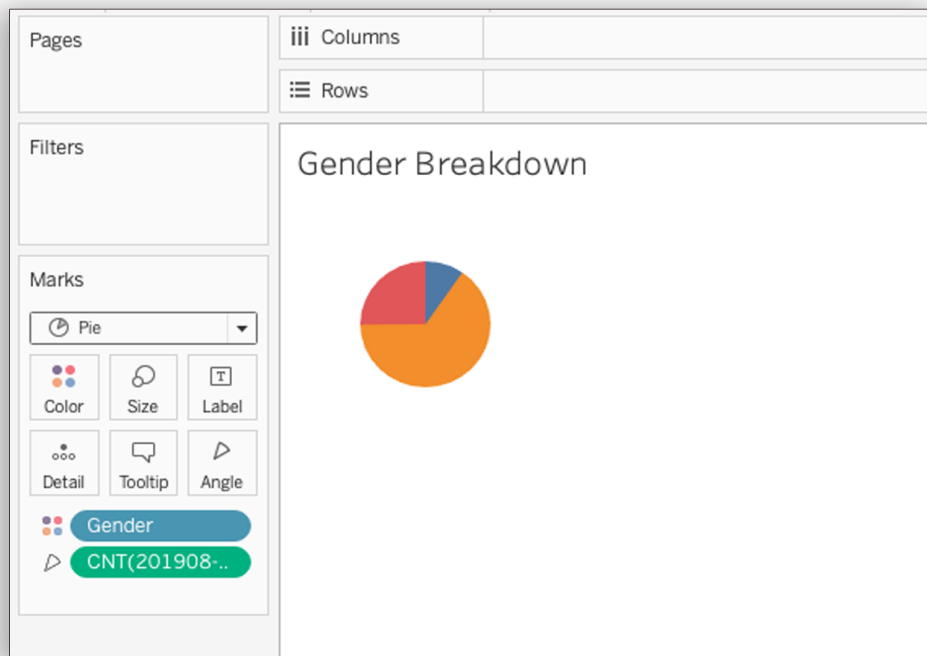 Pages
Columns
Rows
Filters
Gender Breakdown
Marks
Pie
Color Size Label
T
Detail Tooltip Angle
Gender
CNT(201908-..